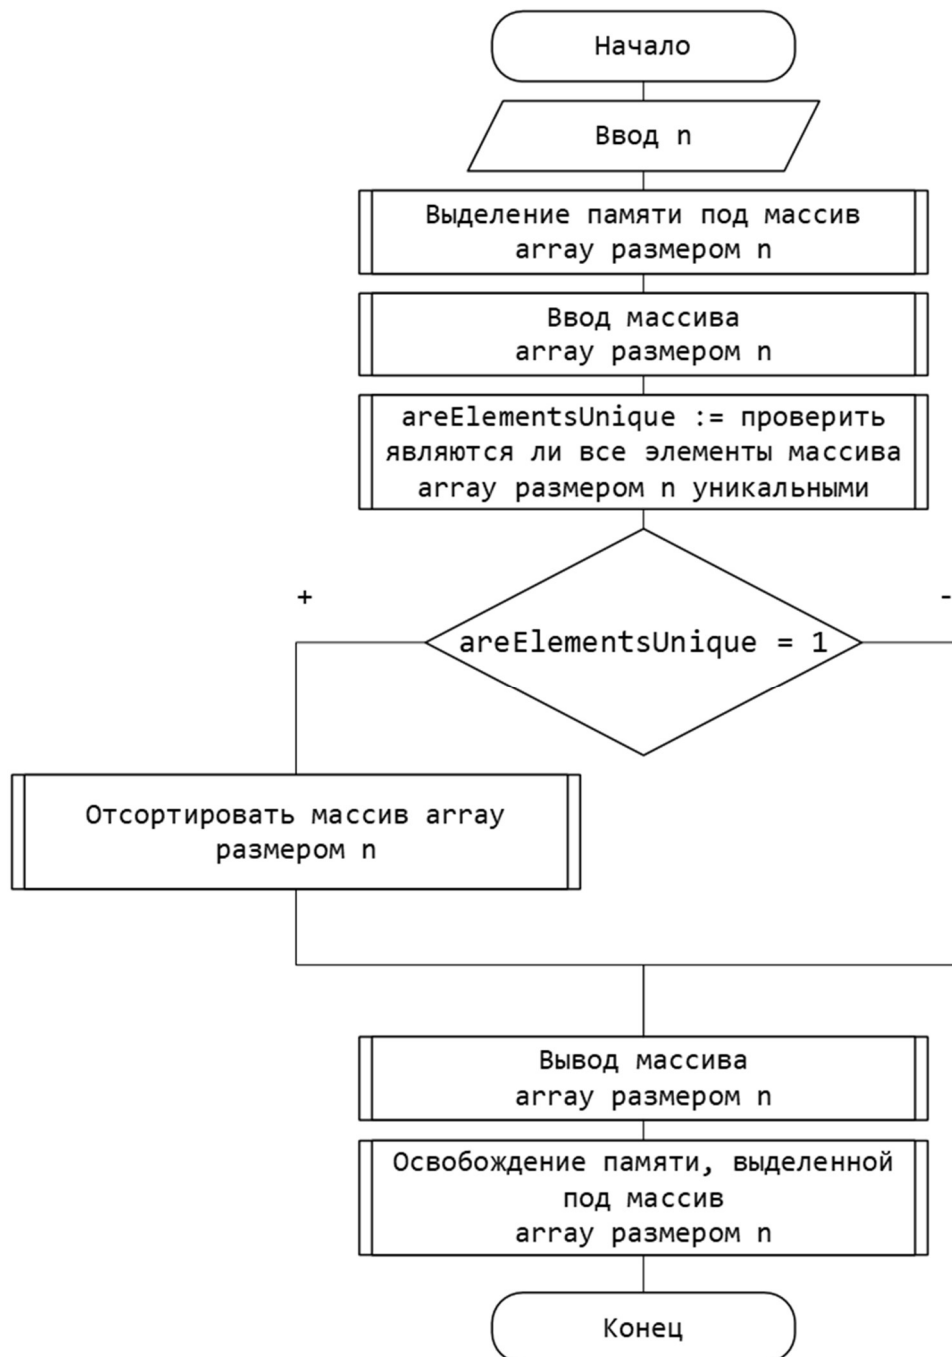 Начало
Ввод n
Выделение памяти под массив
array размером n
Ввод массива
array размером n
areElementsUnique := проверить
являются ли все элементы массива
array размером n уникальными
+
-
areElementsUnique = 1
Отсортировать массив array
размером n
Вывод массива
array размером n
Освобождение памяти, выделенной
под массив
array размером n
Конец